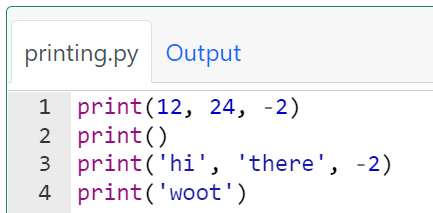 printing.py Output
1 print(12, 24, -2)
2 print()
3 print('hi', 'there', -2)
4 print('woot')